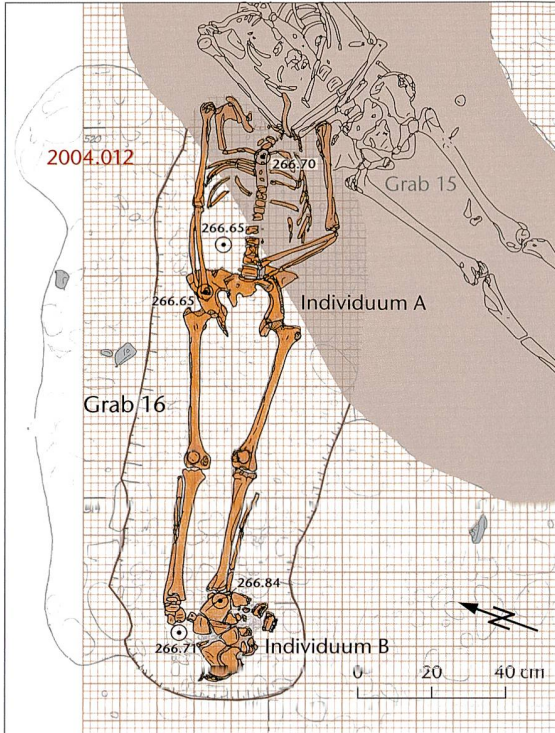 520
2004.012
266.70
Grab 15
266.65
266.65
Individuum A
Grab 16
514
266.84
266.71
Individuum B
N
0 20 40 cm